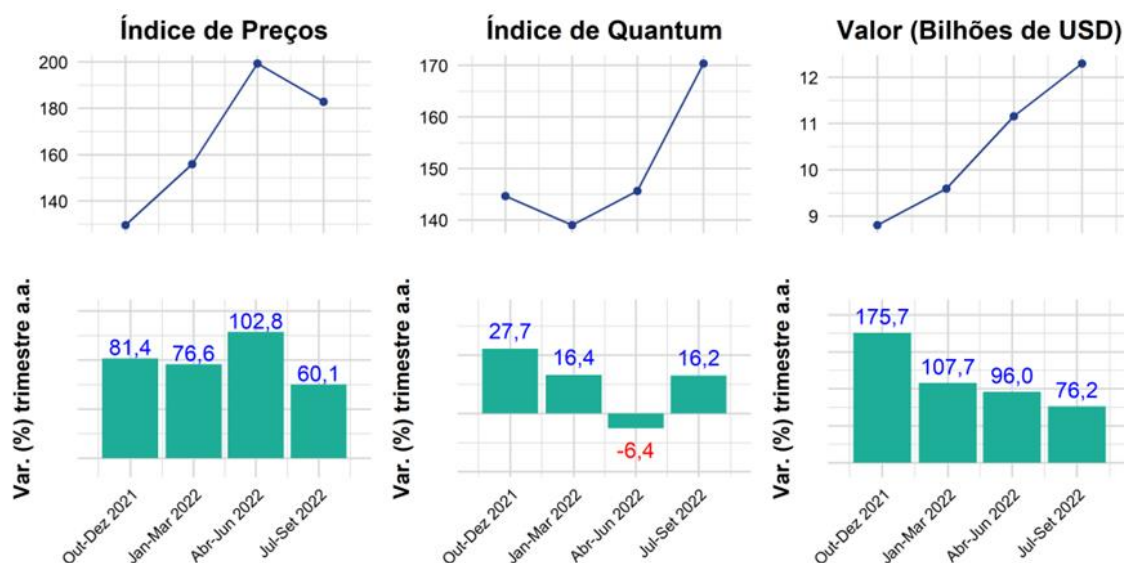 Índice de Preços
200
180
160
140
Índice de Quantum
170
160
150
140
Valor (Bilhões de USD)
12
11
10
9
Var. (%) trimestre a.a.
81,4
76,6
102,8
60,1
Out-Dez 2021
Jan-Mar 2022
Abr-Jun 2022
Jul-Set 2022
Var. (%) trimestre a.a.
27,7
16,4
-6,4
16,2
Out-Dez 2021
Jan-Mar 2022
Abr-Jun 2022
Jul-Set 2022
Var. (%) trimestre a.a.
175,7
107,7
96,0
76,2
Out-Dez 2021
Jan-Mar 2022
Abr-Jun 2022
Jul-Set 2022